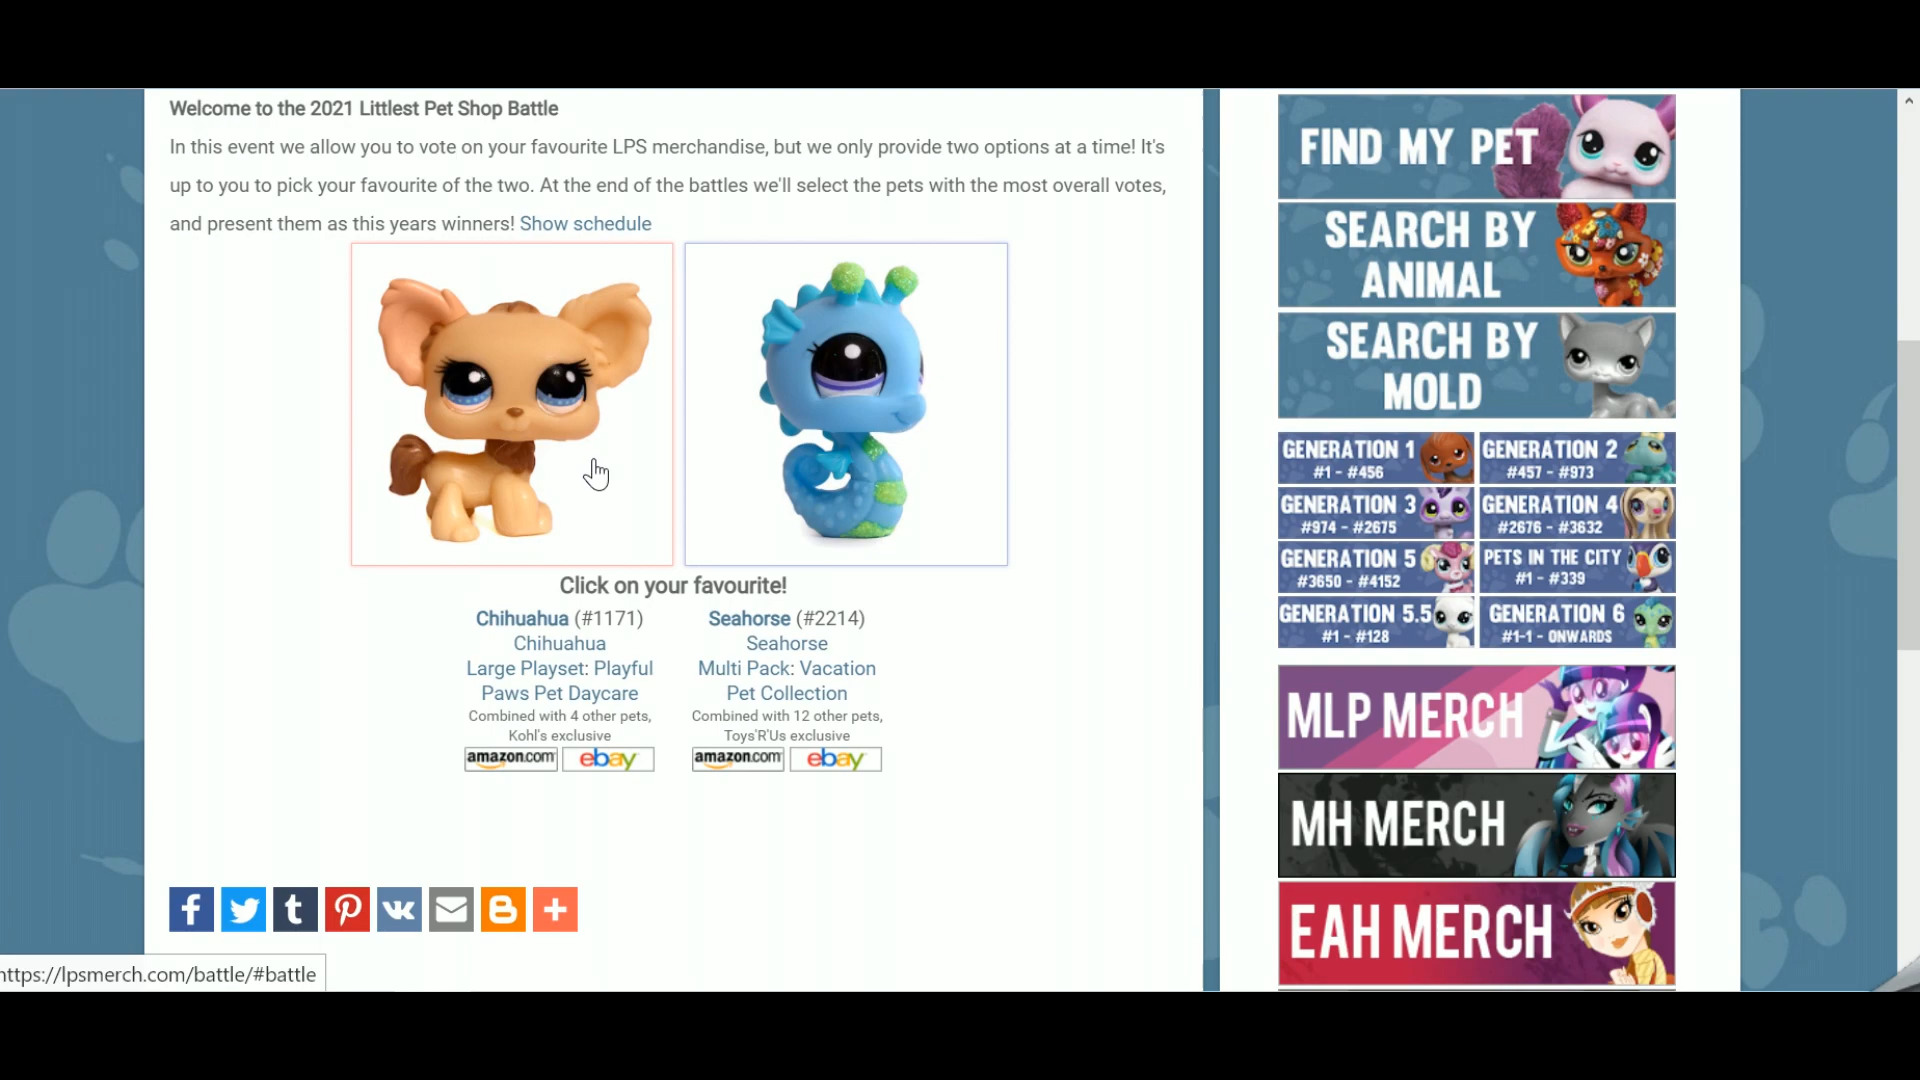 Welcome to the 2021 Littlest Pet Shop Battle
In this event we allow you to vote on your favourite LPS merchandise, but we only provide two options at a time! It's
up to you to pick your favourite of the two. At the end of the battles we'll select the pets with the most overall votes,
and present them as this years winners! Show schedule
Click on your favourite!
Chihuahua (#1171)
Chihuahua
Large Playset: Playful
Paws Pet Daycare
Combined with 4 other pets,
Kohl's exclusive
amazon.com ebay
Seahorse (#2214)
Seahorse
Multi Pack: Vacation
Pet Collection
Combined with 12 other pets,
Toys'R'Us exclusive
amazon.com ebay
https://lpsmerch.com/battle/#battle
FIND MY PET
SEARCH BY
ANIMAL
SEARCH BY
MOLD
GENERATION 1
#1 - #456
GENERATION 2
#457 - #973
GENERATION 3
#974 - #2675
GENERATION 4
#2676 - #3632
GENERATION 5
#3650 - #4152
PETS IN THE CITY
#1 - #339
GENERATION 5.5
#1 - #128
GENERATION 6
#1-1 - ONWARDS
MLP MERCH
MH MERCH
EAH MERCH